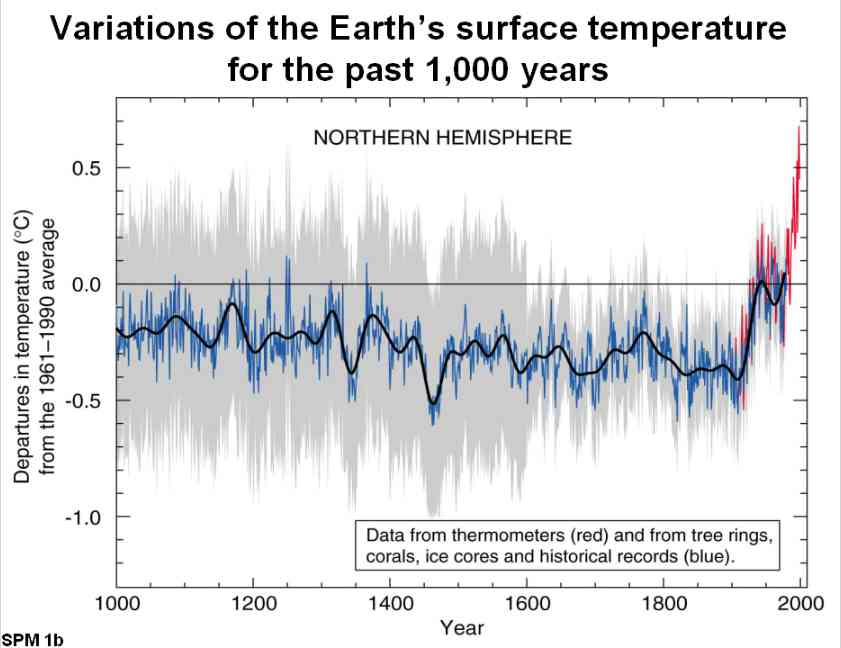 Variations of the Earth's surface temperature
for the past 1,000 years
NORTHERN HEMISPHERE
Departures in temperature (°C)
from the 1961–1990 average
0.5
0.0
-0.5
-1.0
Data from thermometers (red) and from tree rings,
corals, ice cores and historical records (blue).
1000 1200 1400 1600 1800 2000
Year
SPM 1b